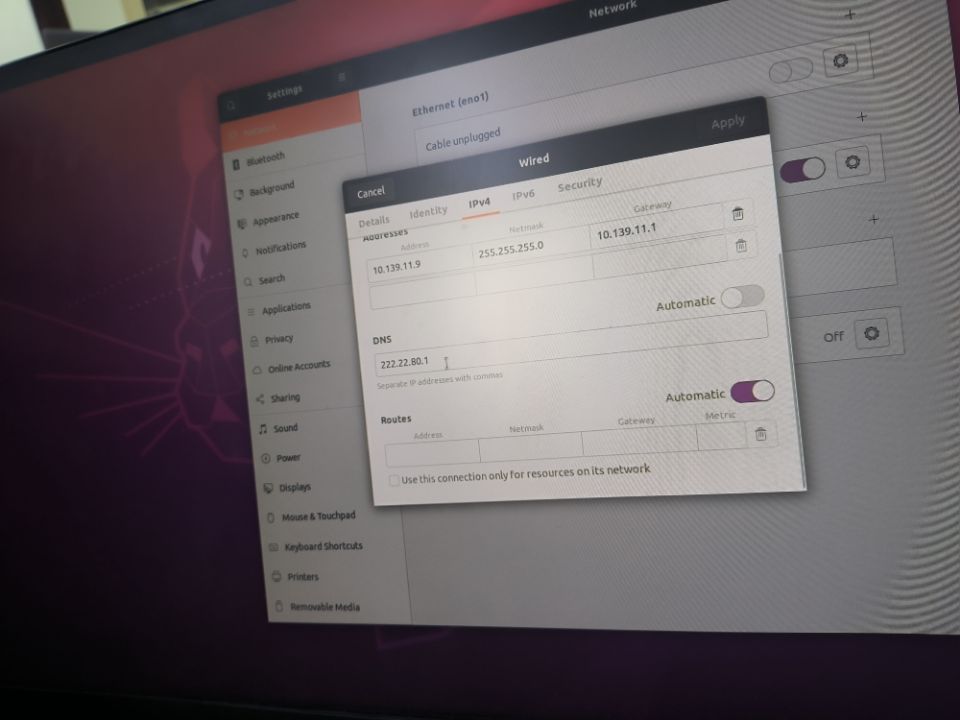 Network
Settings
Network
Bluetooth
Background
Appearance
Notifications
Search
Applications
Privacy
Online Accounts
Sharing
Sound
Power
Displays
Mouse & Touchpad
Keyboard Shortcuts
Printers
Removable Media
Ethernet (eno1)
Cable unplugged
Off
Cancel
Wired
Apply
Details Identity IPv4 IPv6 Security
Addresses
Address Netmask Gateway
10.139.11.9 255.255.255.0 10.139.11.1
DNS Automatic
222.22.80.1
Separate IP addresses with commas
Routes Automatic
Address Netmask Gateway Metric
Use this connection only for resources on its network